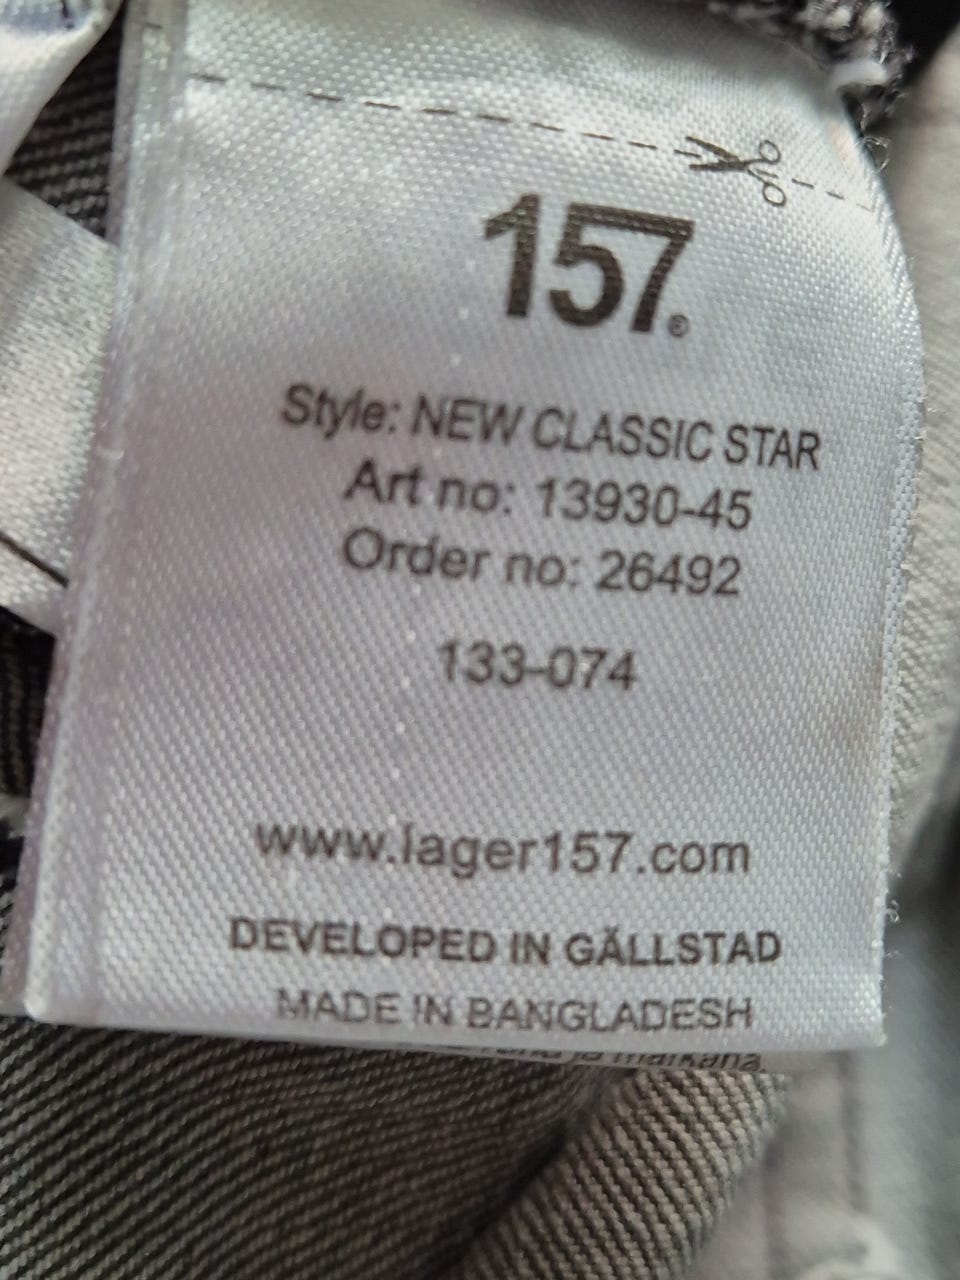 157®
Style: NEW CLASSIC STAR
Art no: 13930-45
Order no: 26492
133-074
www.lager157.com
DEVELOPED IN GÄLLSTAD
MADE IN BANGLADESH
märkana